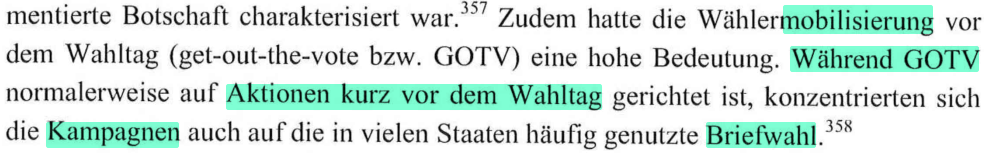 mentierte Botschaft charakterisiert war.357 Zudem hatte die Wählermobilisierung vor
dem Wahltag (get-out-the-vote bzw. GOTV) eine hohe Bedeutung. Während GOTV
normalerweise auf Aktionen kurz vor dem Wahltag gerichtet ist, konzentrierten sich
die Kampagnen auch auf die in vielen Staaten häufig genutzte Briefwahl.358